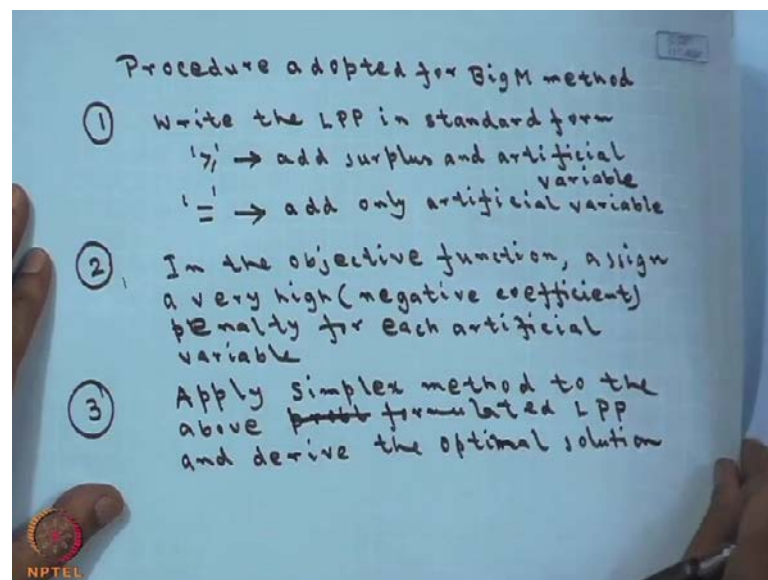 Procedure adopted for BigM method
① Write the LPP in standard form
'≥' → add surplus and artificial
variable
'=' → add only artificial variable
② In the objective function, assign
a very high (negative coefficient)
penalty for each artificial
variable
③ Apply simplex method to the
above formulated LPP
and derive the optimal solution
NPTEL